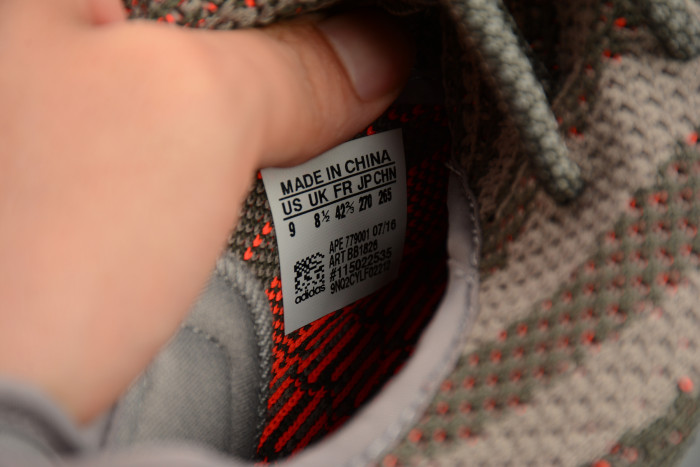 MADE IN CHINA
US UK FR JP CHN
9 8½ 42⅔ 270 265
APE 779001 07/16
ART BB1826
#115022535
9NQ2CYLF02213
adidas